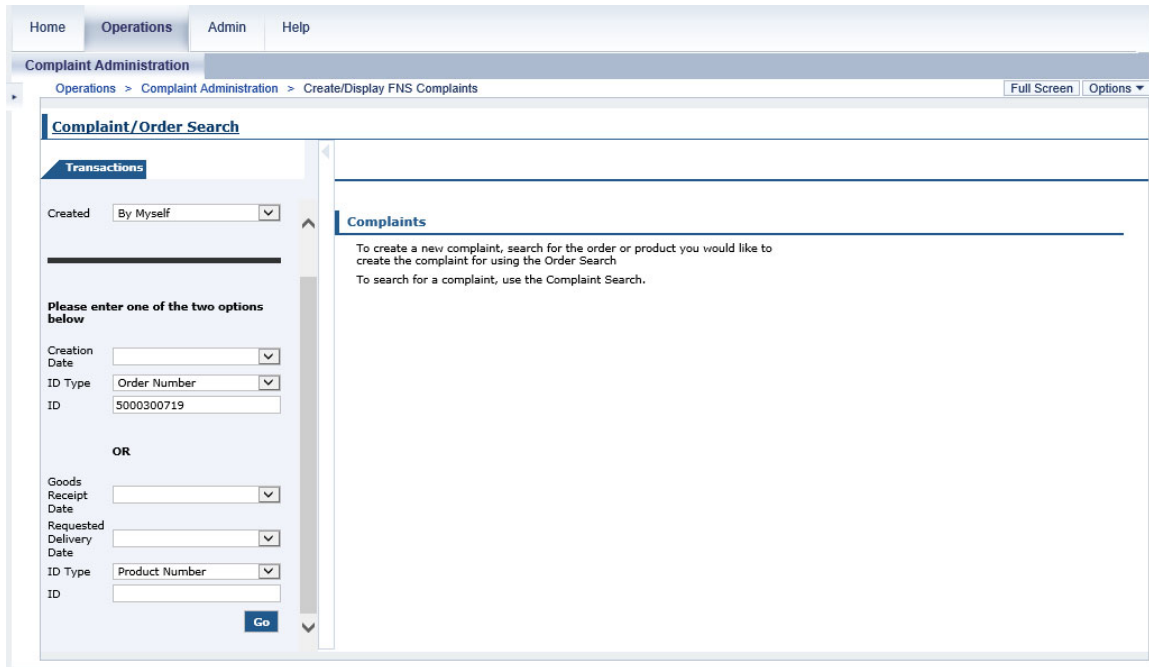 Home Operations Admin Help
Complaint Administration
Operations > Complaint Administration > Create/Display FNS Complaints
Full Screen Options
Complaint/Order Search
Transactions
Created By Myself
Please enter one of the two options
below
Creation
Date
ID Type Order Number
ID 5000300719
OR
Goods
Receipt
Date
Requested
Delivery
Date
ID Type Product Number
ID
Go
Complaints
To create a new complaint, search for the order or product you would like to
create the complaint for using the Order Search
To search for a complaint, use the Complaint Search.